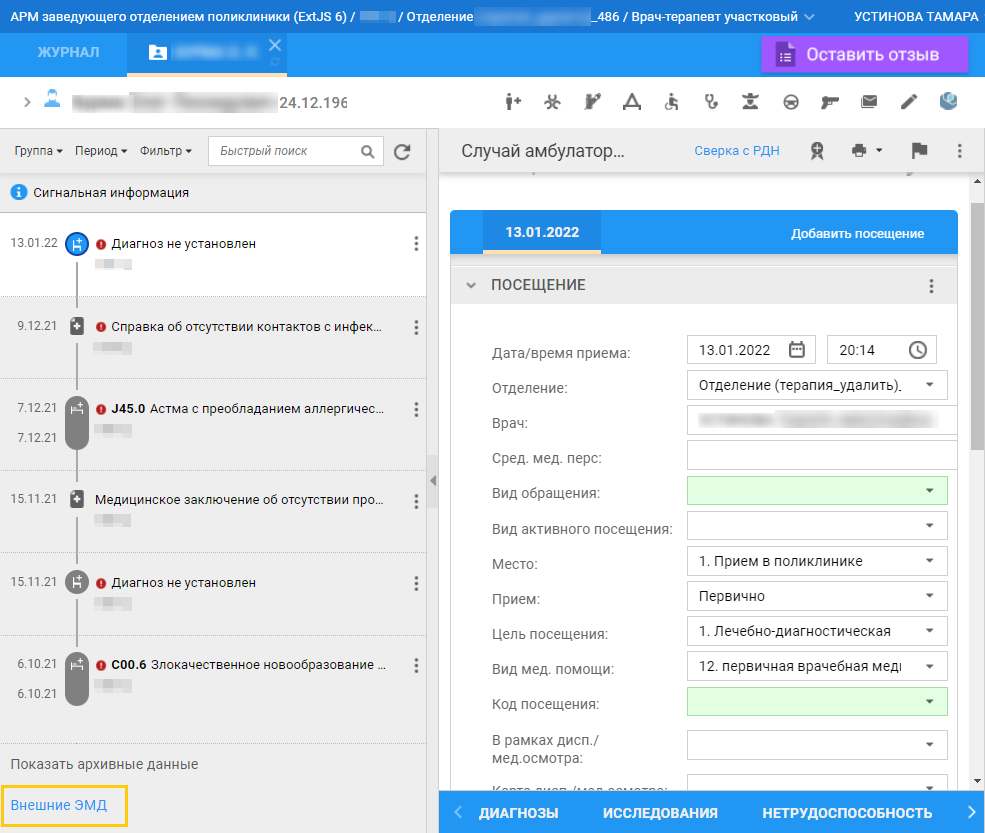 АРМ заведующего отделением поликлиники (ExtJS 6) / / Отделение _486 / Врач-терапевт участковый УСТИНОВА ТАМАРА
ЖУРНАЛ
Оставить отзыв
24.12.196
Группа Период Фильтр Быстрый поиск
Сигнальная информация
13.01.22 Диагноз не установлен
9.12.21 Справка об отсутствии контактов с инфек...
7.12.21 J45.0 Астма с преобладанием аллергичес...
7.12.21
15.11.21 Медицинское заключение об отсутствии про...
15.11.21 Диагноз не установлен
6.10.21 C00.6 Злокачественное новообразование ...
6.10.21
Показать архивные данные
Внешние ЭМД
Случай амбулатор... Сверка с РДН
13.01.2022 Добавить посещение
ПОСЕЩЕНИЕ
Дата/время приема: 13.01.2022 20:14
Отделение: Отделение (терапия_удалить)_
Врач:
Сред. мед. перс:
Вид обращения:
Вид активного посещения:
Место: 1. Прием в поликлинике
Прием: Первично
Цель посещения: 1. Лечебно-диагностическая
Вид мед. помощи: 12. первичная врачебная мед
Код посещения:
В рамках дисп./
мед.осмотра:
ДИАГНОЗЫ ИССЛЕДОВАНИЯ НЕТРУДОСПОСОБНОСТЬ